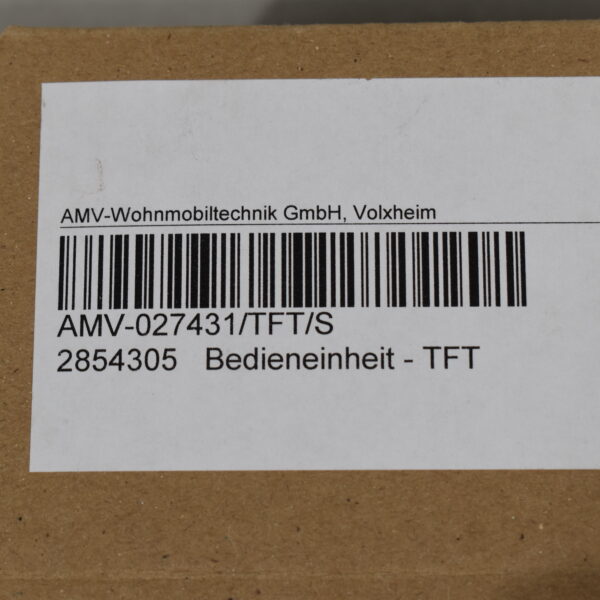 AMV-Wohnmobiltechnik GmbH, Volxheim
AMV-027431/TFT/S
2854305 Bedieneinheit - TFT